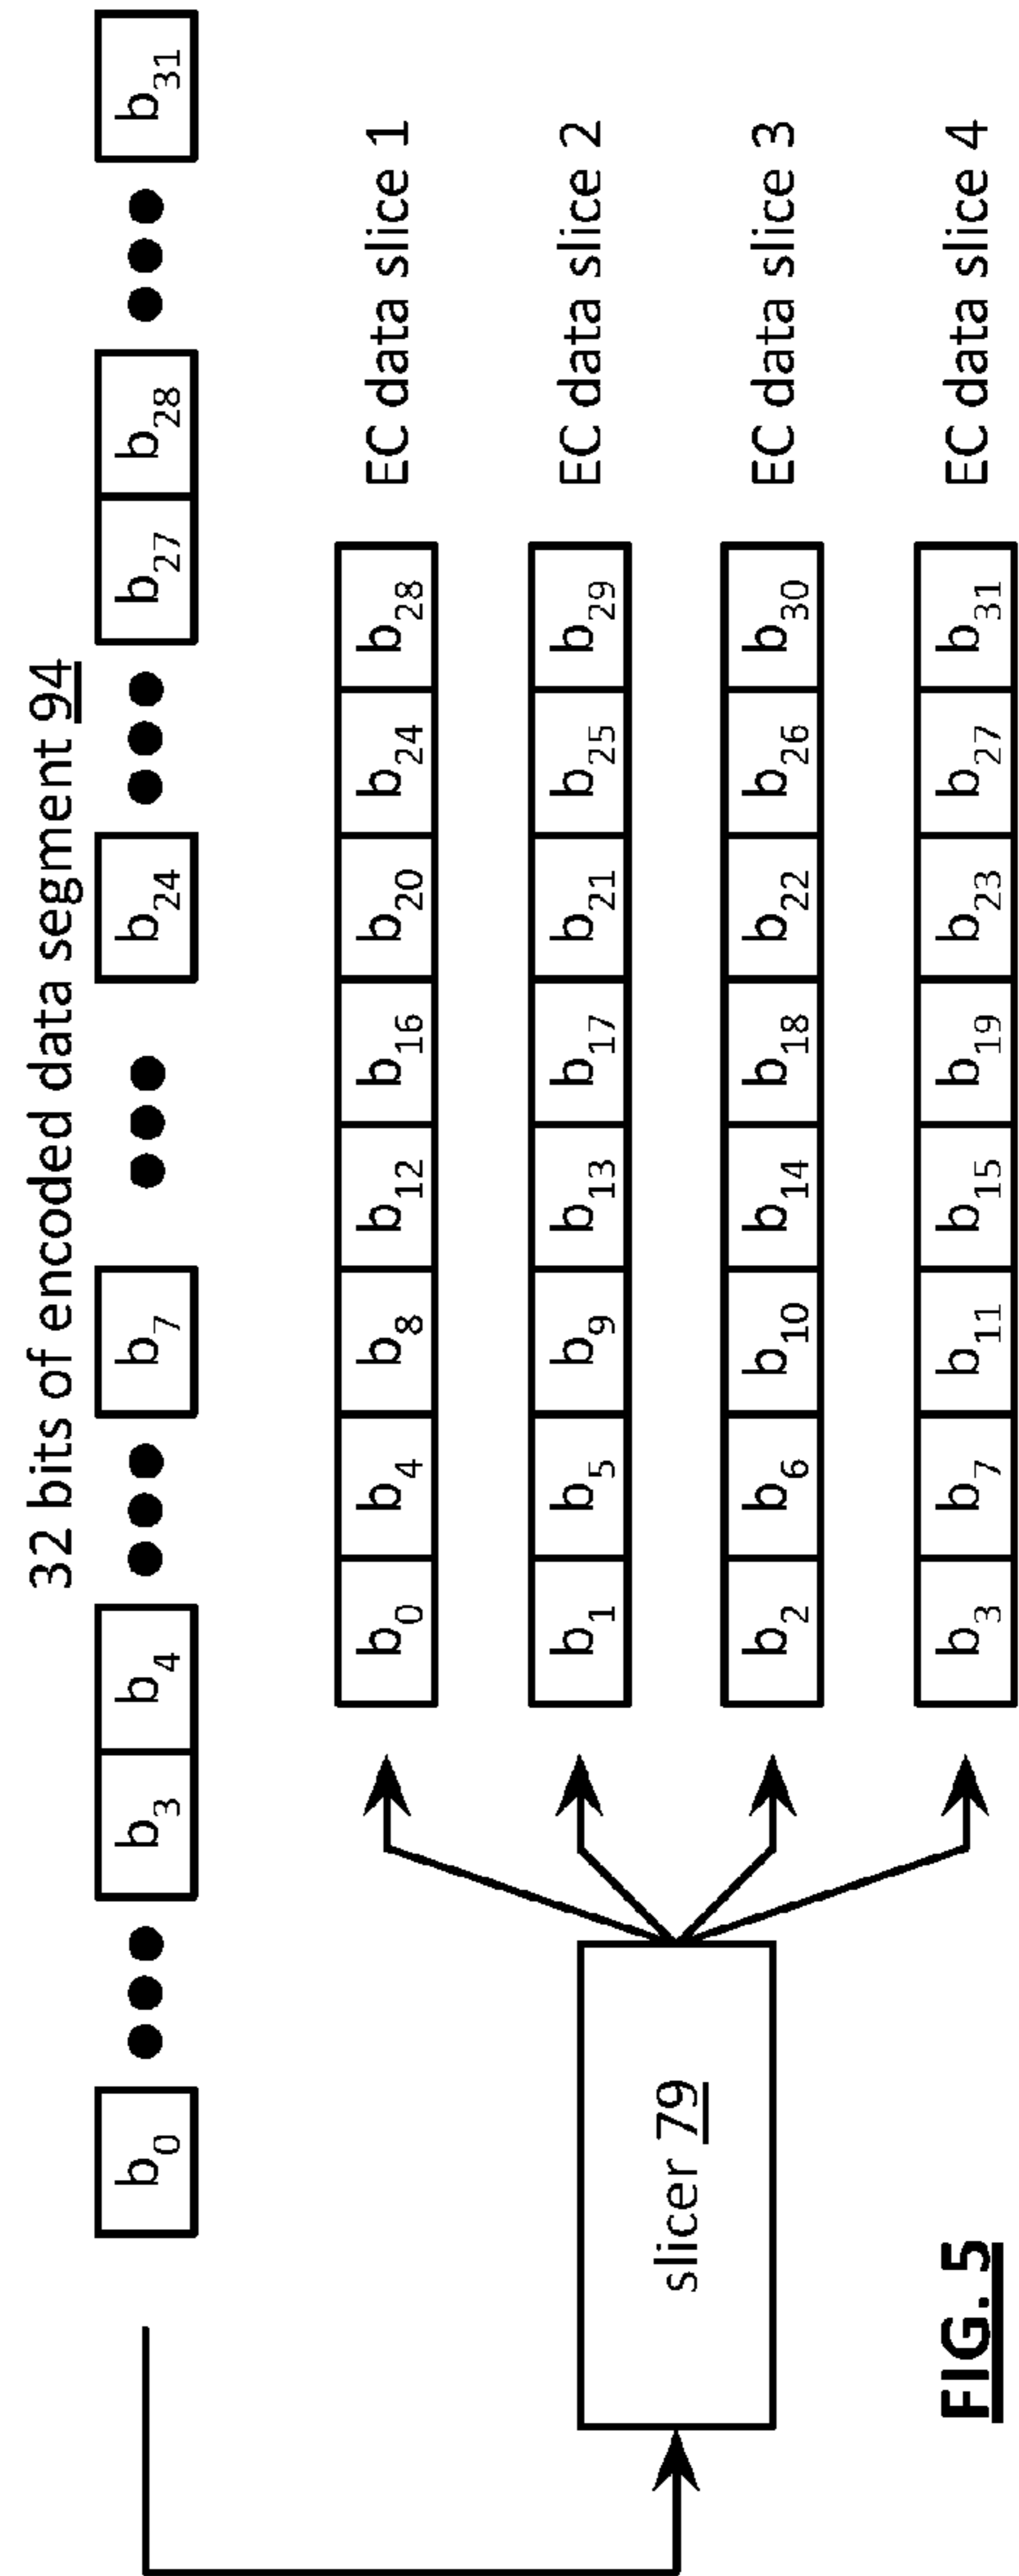 32 bits of encoded data segment 94
b0 ••• b3 b4 ••• b7 ••• b24 ••• b27 b28 ••• b31
b0 b4 b8 b12 b16 b20 b24 b28 EC data slice 1
b1 b5 b9 b13 b17 b21 b25 b29 EC data slice 2
slicer 79
b2 b6 b10 b14 b18 b22 b26 b30 EC data slice 3
b3 b7 b11 b15 b19 b23 b27 b31 EC data slice 4
FIG. 5